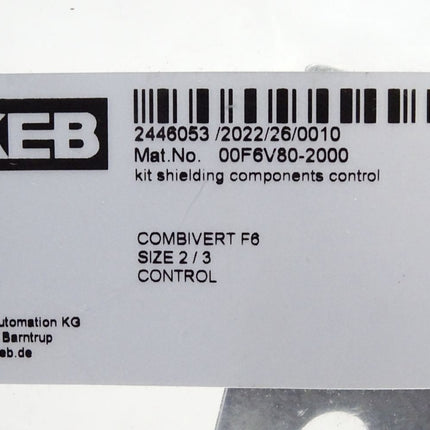 KEB
2446053 /2022/26/0010
Mat.No. 00F6V80-2000
kit shielding components control
COMBIVERT F6
SIZE 2 / 3
CONTROL
utomation KG
Barntrup
eb.de